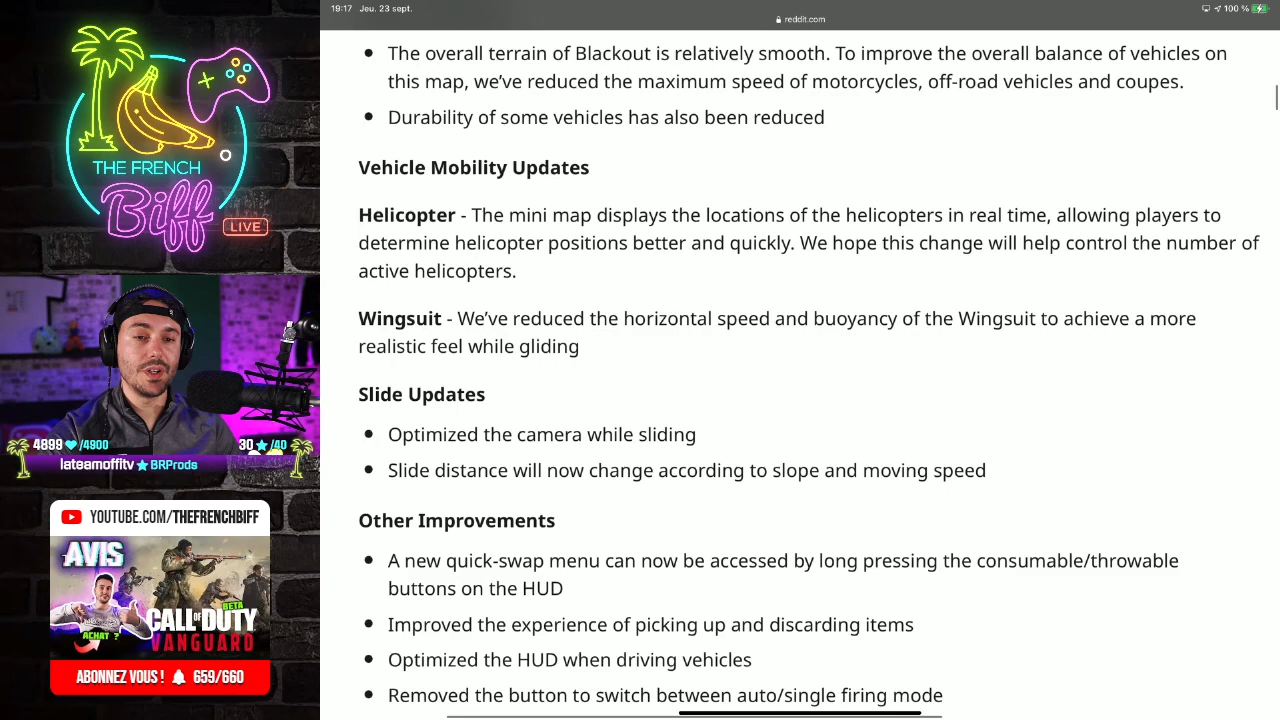 19:17 Jeu. 23 sept.
reddit.com
100 %
THE FRENCH
Biff
LIVE
4899 /4900
30 /40
lateamoffitv BRProds
YOUTUBE.COM/THEFRENCHBIFF
AVIS
ACHAT ?
BETA
CALL OF DUTY
VANGUARD
ABONNEZ VOUS ! 659/660
• The overall terrain of Blackout is relatively smooth. To improve the overall balance of vehicles on
this map, we’ve reduced the maximum speed of motorcycles, off-road vehicles and coupes.
• Durability of some vehicles has also been reduced
Vehicle Mobility Updates
Helicopter - The mini map displays the locations of the helicopters in real time, allowing players to
determine helicopter positions better and quickly. We hope this change will help control the number of
active helicopters.
Wingsuit - We’ve reduced the horizontal speed and buoyancy of the Wingsuit to achieve a more
realistic feel while gliding
Slide Updates
• Optimized the camera while sliding
• Slide distance will now change according to slope and moving speed
Other Improvements
• A new quick-swap menu can now be accessed by long pressing the consumable/throwable
buttons on the HUD
• Improved the experience of picking up and discarding items
• Optimized the HUD when driving vehicles
• Removed the button to switch between auto/single firing mode